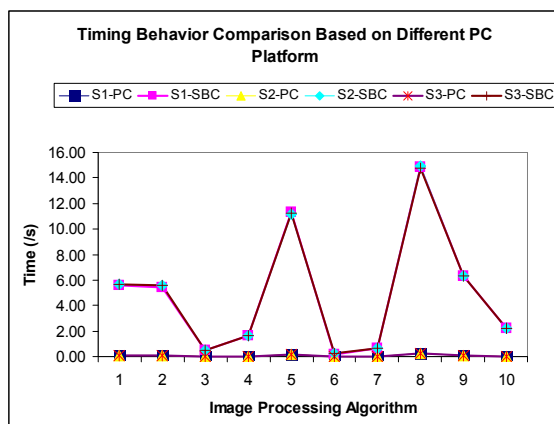 Timing Behavior Comparison Based on Different PC
Platform
S1-PC S1-SBC S2-PC S2-SBC S3-PC S3-SBC
16.00
14.00
12.00
10.00
8.00
6.00
4.00
2.00
0.00
Time (/s)
1 2 3 4 5 6 7 8 9 10
Image Processing Algorithm